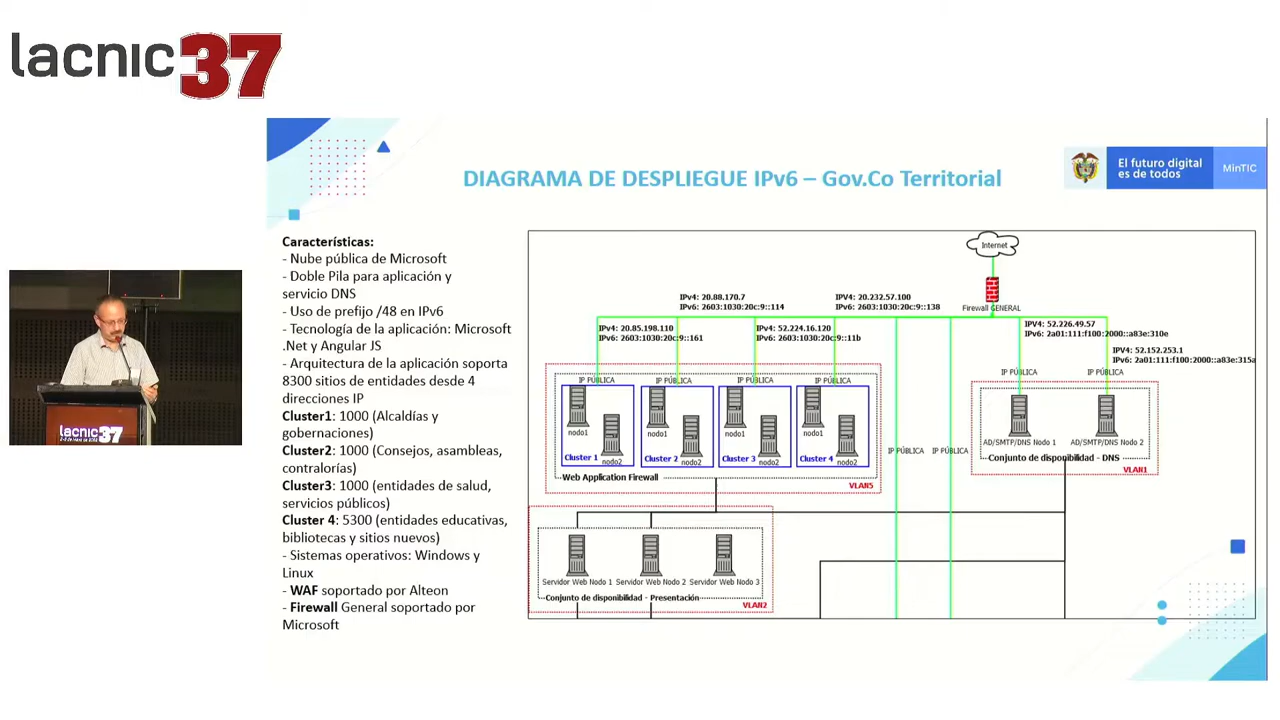 lacnic 37
DIAGRAMA DE DESPLIEGUE IPv6 – Gov.Co Territorial
El futuro digital
es de todos
MinTIC
Características:
- Nube pública de Microsoft
- Doble Pila para aplicación y
servicio DNS
- Uso de prefijo /48 en IPv6
- Tecnología de la aplicación: Microsoft
.Net y Angular JS
- Arquitectura de la aplicación soporta
8300 sitios de entidades desde 4
direcciones IP
Cluster1: 1000 (Alcaldías y
gobernaciones)
Cluster2: 1000 (Consejos, asambleas,
contralorías)
Cluster3: 1000 (entidades de salud,
servicios públicos)
Cluster 4: 5300 (entidades educativas,
bibliotecas y sitios nuevos)
- Sistemas operativos: Windows y
Linux
- WAF soportado por Alteon
- Firewall General soportado por
Microsoft
Internet
Firewall GENERAL
IPv4: 20.88.170.7
IPv6: 2603:1030:20c:9::114
IPv4: 20.232.57.100
IPv6: 2603:1030:20c:9::138
IPv4: 20.85.198.110
IPv6: 2603:1030:20c:9::161
IPv4: 52.224.16.120
IPv6: 2603:1030:20c:9::11b
IPv4: 52.226.49.57
IPv6: 2a01:111:f100:2000::a83e:310e
IPv4: 52.152.253.1
IPv6: 2a01:111:f100:2000::a83e:315a
IP PÚBLICA
IP PÚBLICA
IP PÚBLICA
IP PÚBLICA
IP PÚBLICA
IP PÚBLICA
nodo1
nodo2
Cluster 1
nodo1
nodo2
Cluster 2
nodo1
nodo2
Cluster 3
nodo1
nodo2
Cluster 4
Web Application Firewall
VLAN5
IP PÚBLICA
IP PÚBLICA
AD/SMTP/DNS Nodo 1
AD/SMTP/DNS Nodo 2
Conjunto de disponibilidad - DNS
VLAN1
Servidor Web Nodo 1
Servidor Web Nodo 2
Servidor Web Nodo 3
Conjunto de disponibilidad - Presentación
VLAN2
lacnic 37